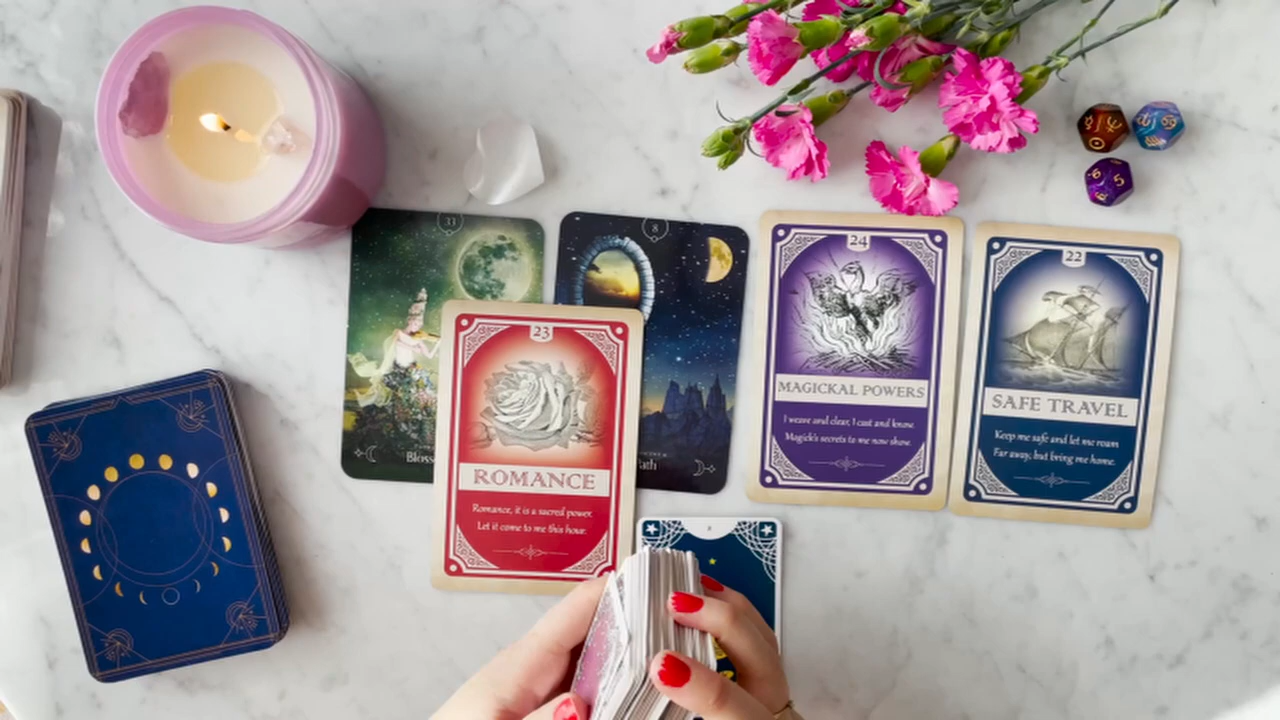 33
8
24
MAGICKAL POWERS
I weave and clear, I cast and know.
Magick's secrets to me now show.
22
SAFE TRAVEL
Keep me safe and let me roam
Far away, but bring me home.
23
ROMANCE
Romance, it is a sacred power,
Let it come to me this hour.